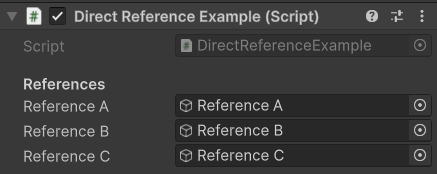 Direct Reference Example (Script)
Script DirectReferenceExample
References
Reference A Reference A
Reference B Reference B
Reference C Reference C